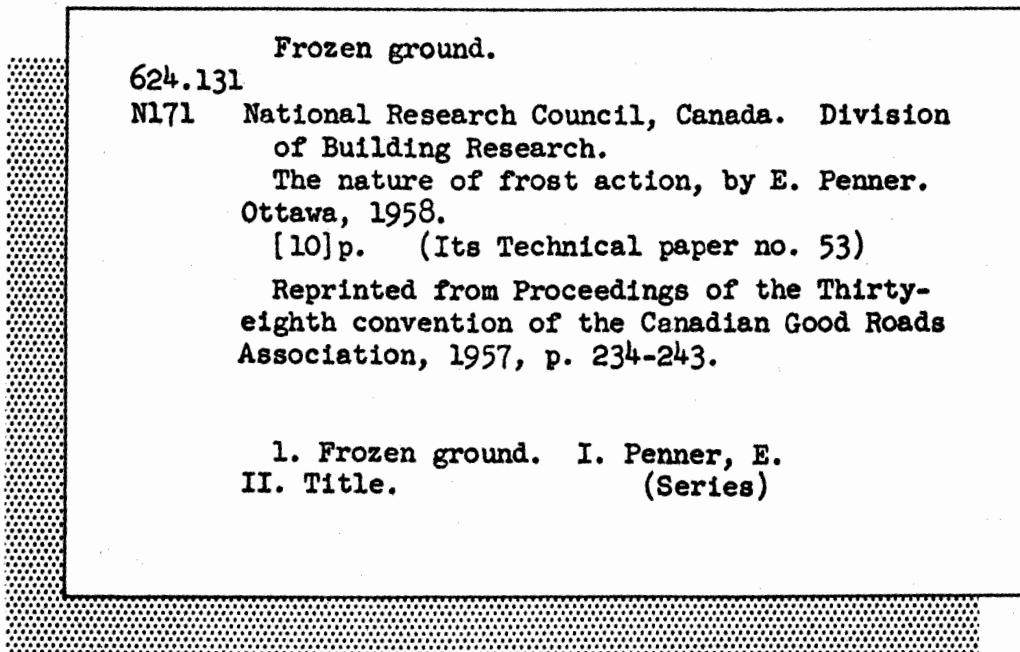 Frozen ground.
624.131
N171 National Research Council, Canada. Division
of Building Research.
The nature of frost action, by E. Penner.
Ottawa, 1958.
[10]p. (Its Technical paper no. 53)
Reprinted from Proceedings of the Thirty-
eighth convention of the Canadian Good Roads
Association, 1957, p. 234-243.
1. Frozen ground. I. Penner, E.
II. Title. (Series)